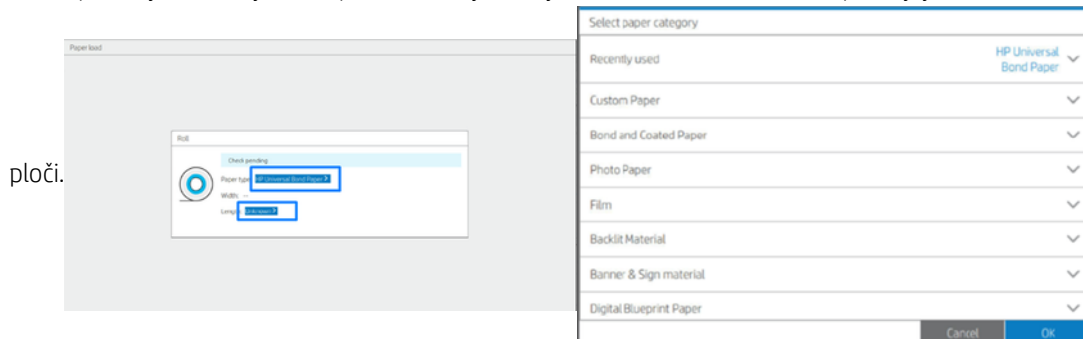 ploči.
Paper load
Roll
Check pending
Paper type: HP Universal Bond Paper >
Width: --
Length: Unknown >
Select paper category
Recently used
HP Universal
Bond Paper
Custom Paper
Bond and Coated Paper
Photo Paper
Film
Backlit Material
Banner & Sign material
Digital Blueprint Paper
Cancel
OK